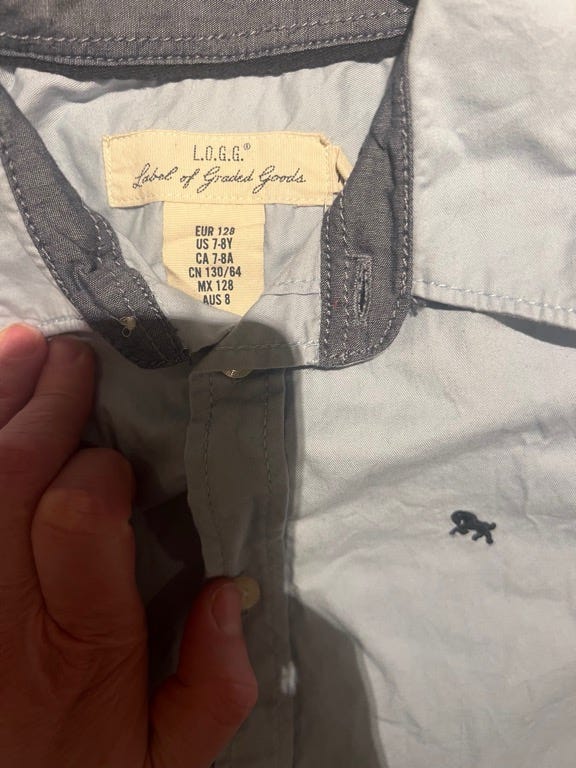 L.O.G.G.®
Label of Graded Goods
EUR 128
US 7-8Y
CA 7-8A
CN 130/64
MX 128
AUS 8